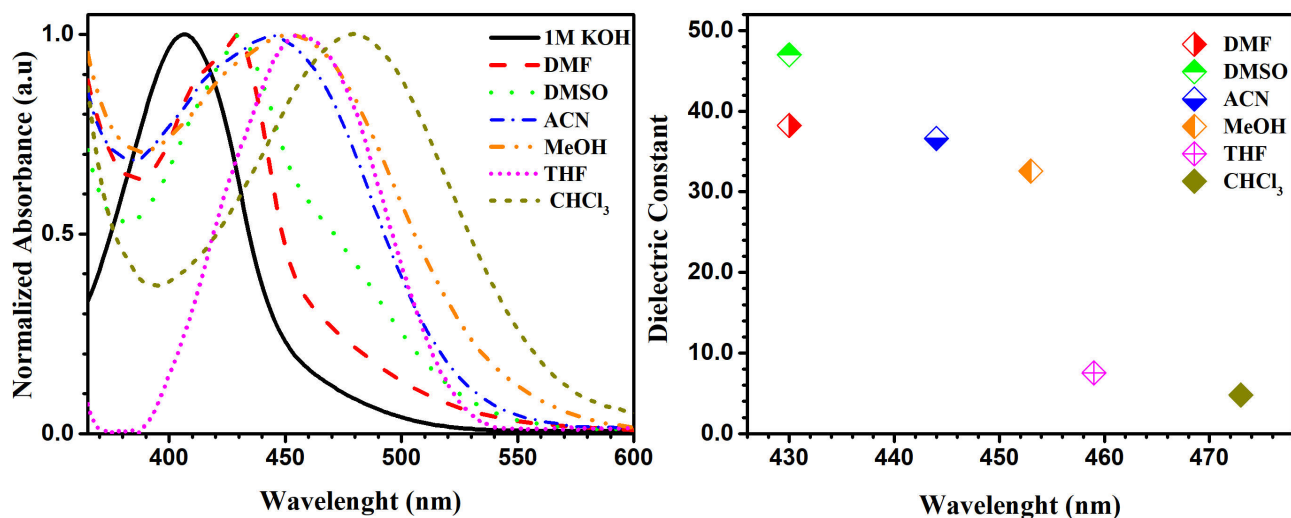 Normalized Absorbance (a.u)
1.0
0.5
0.0
400
450
500
550
600
Wavelenght (nm)
1M KOH
DMF
DMSO
ACN
MeOH
THF
CHCl₃
Dielectric Constant
50.0
40.0
30.0
20.0
10.0
0.0
430
440
450
460
470
Wavelenght (nm)
DMF
DMSO
ACN
MeOH
THF
CHCl₃